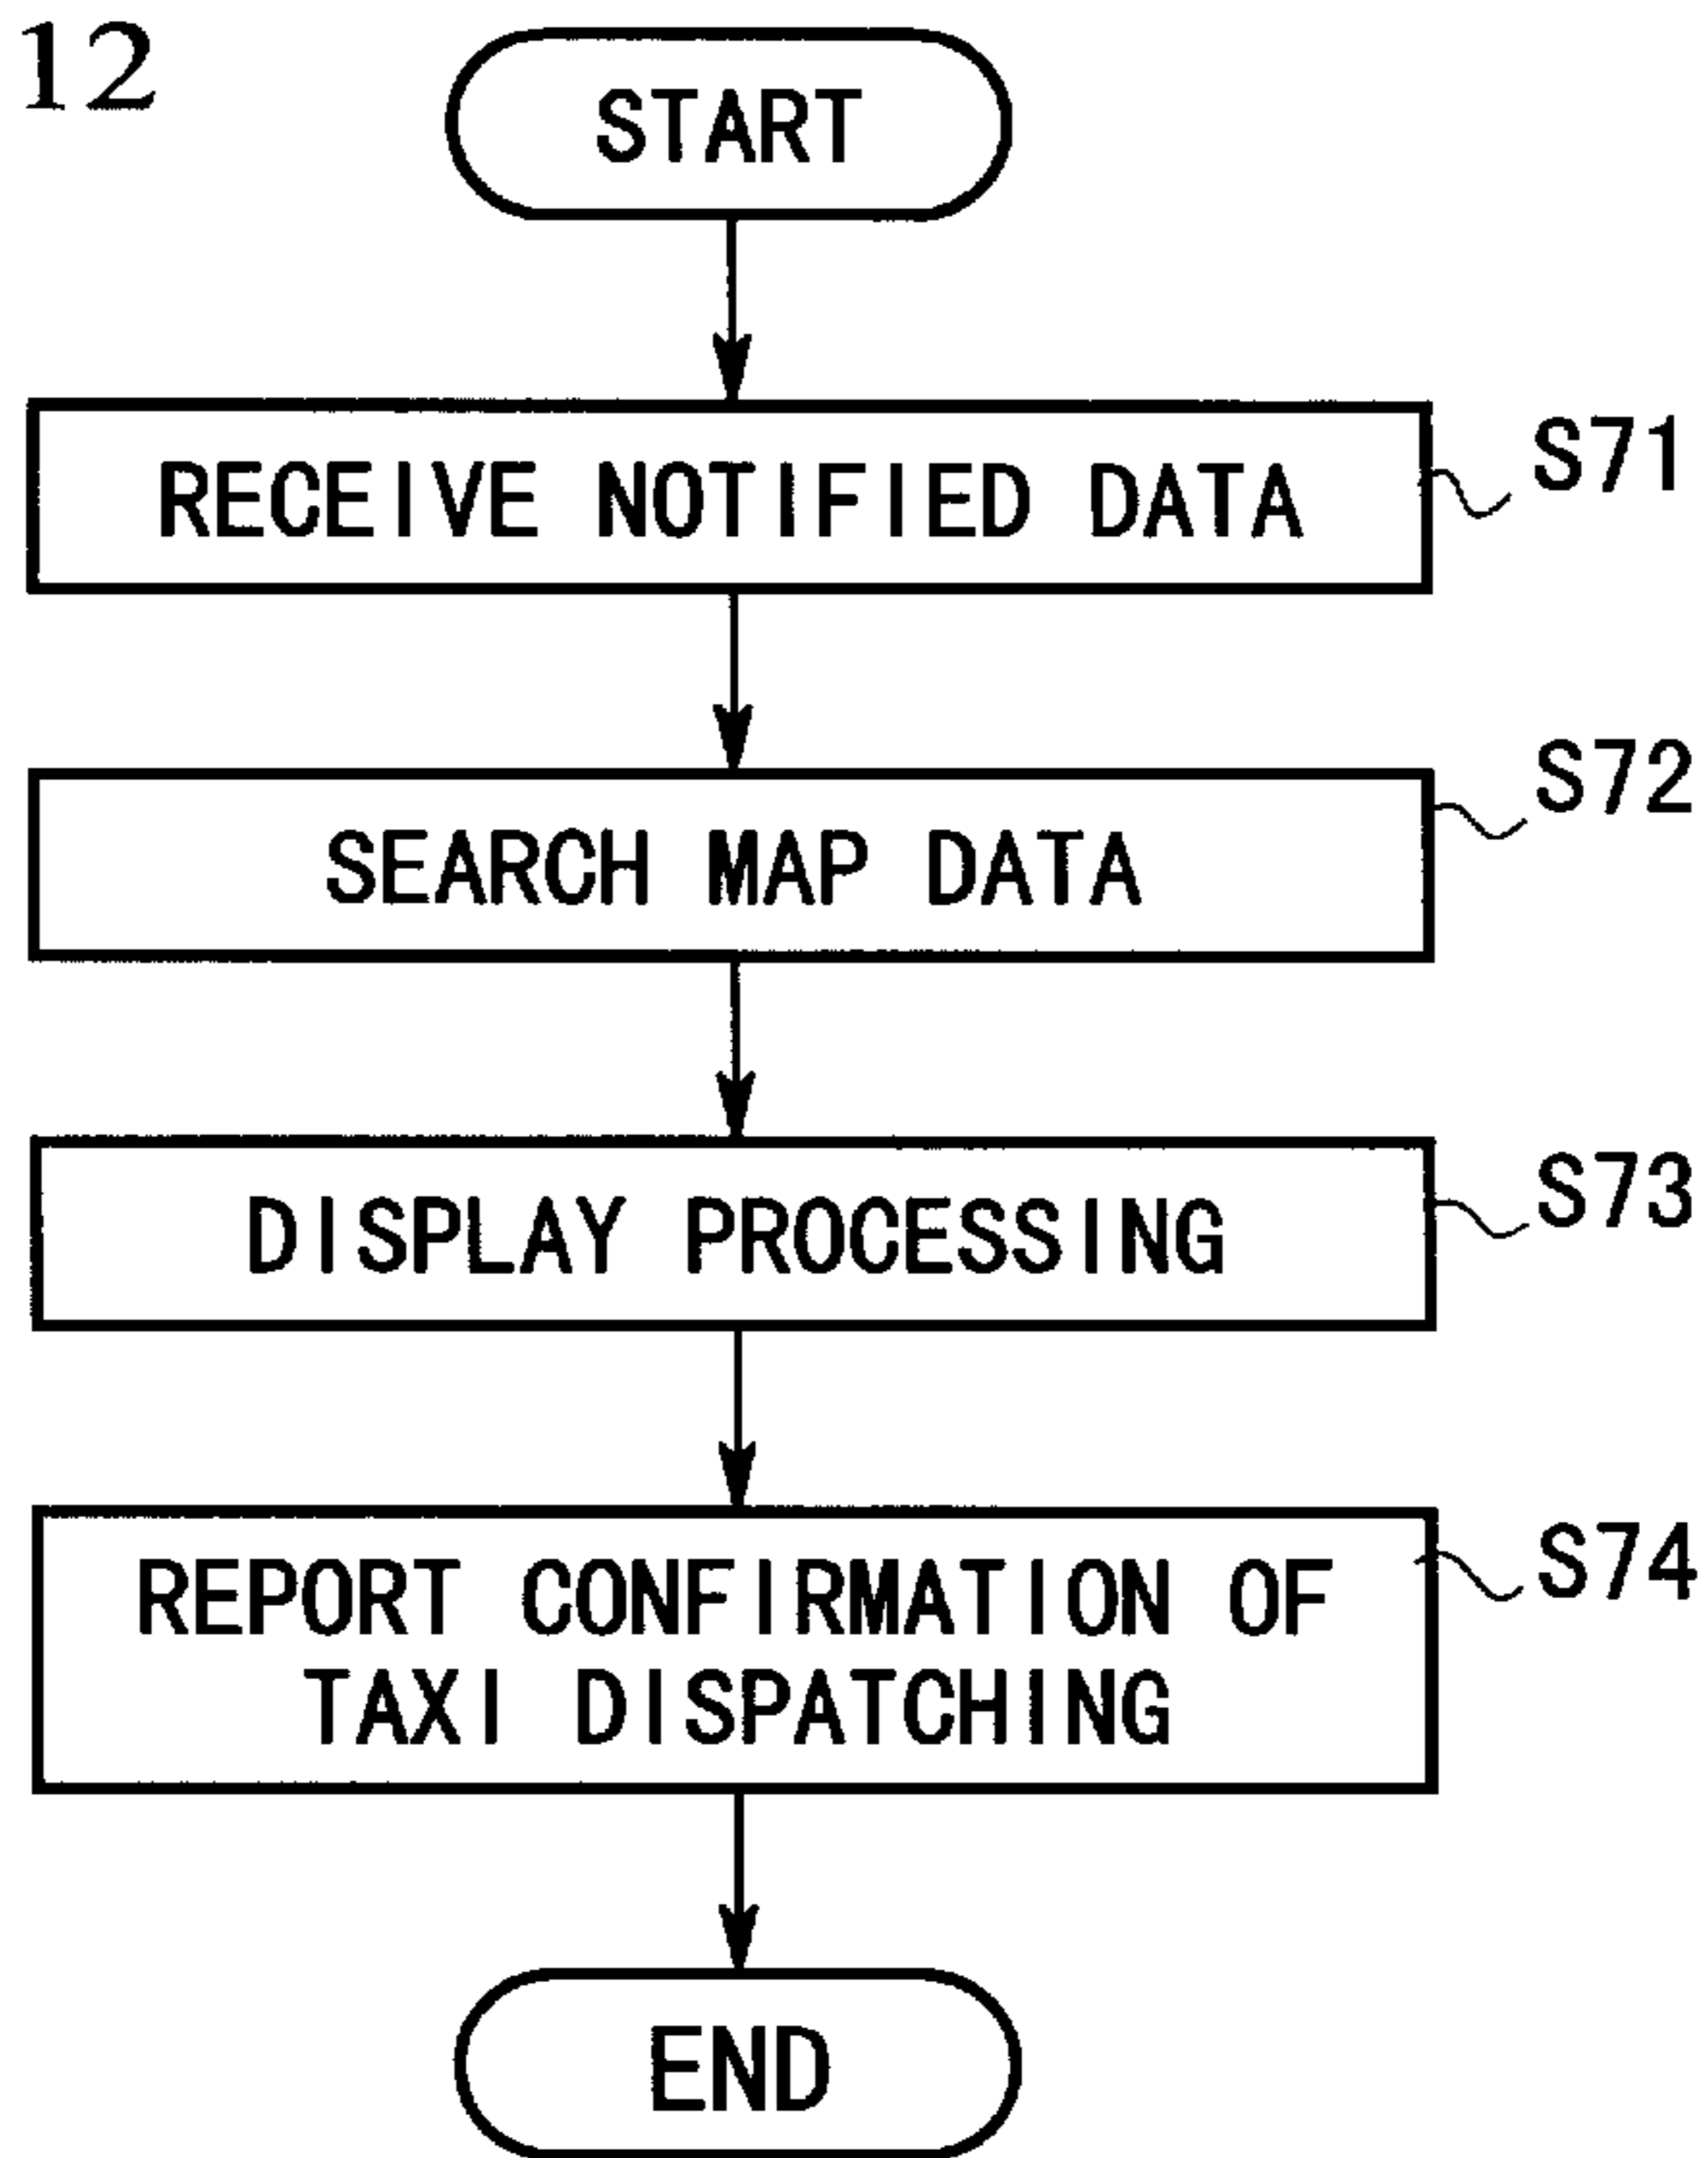 12
START
RECEIVE NOTIFIED DATA
S71
SEARCH MAP DATA
S72
DISPLAY PROCESSING
S73
REPORT CONFIRMATION OF
TAXI DISPATCHING
S74
END